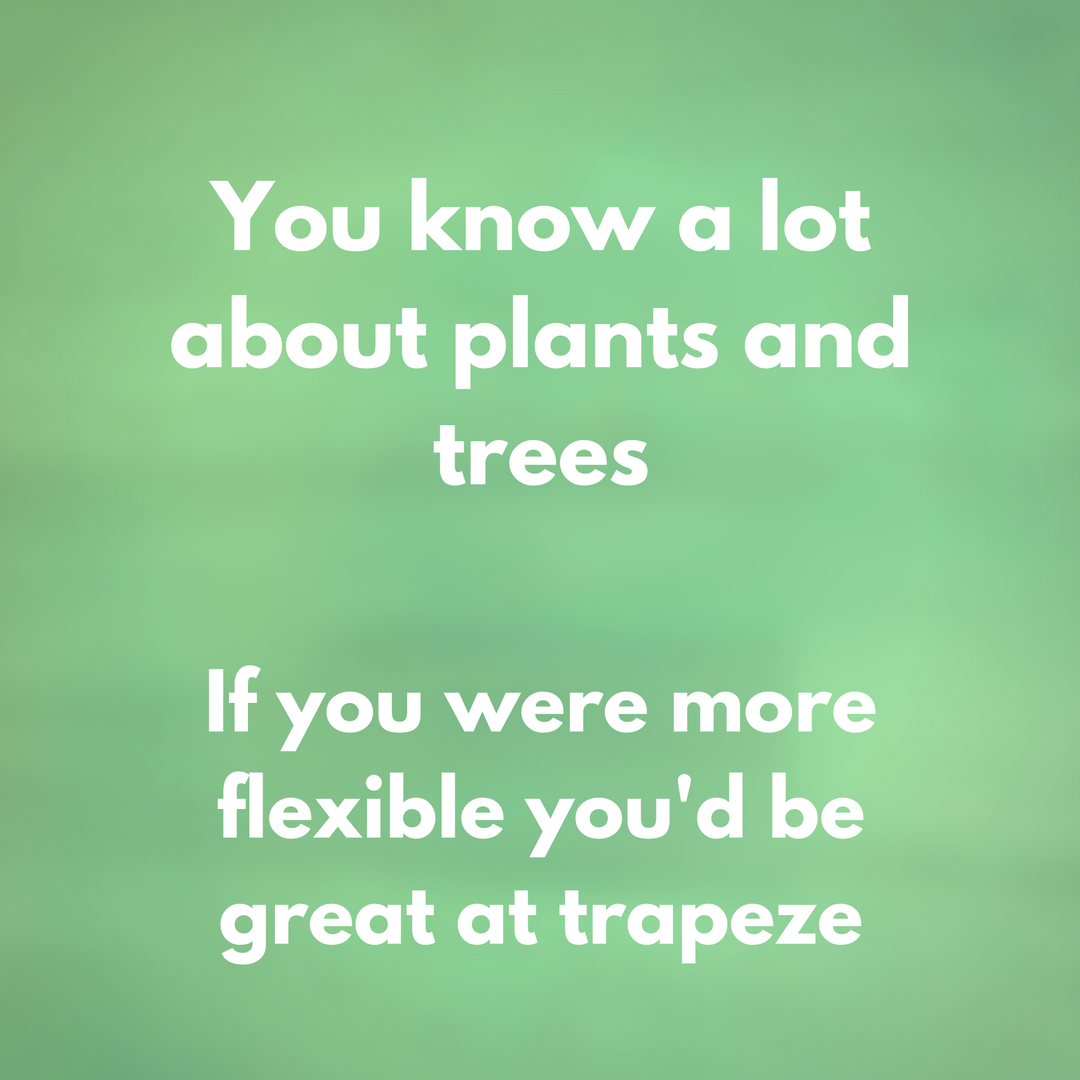 You know a lot
about plants and
trees
If you were more
flexible you'd be
great at trapeze